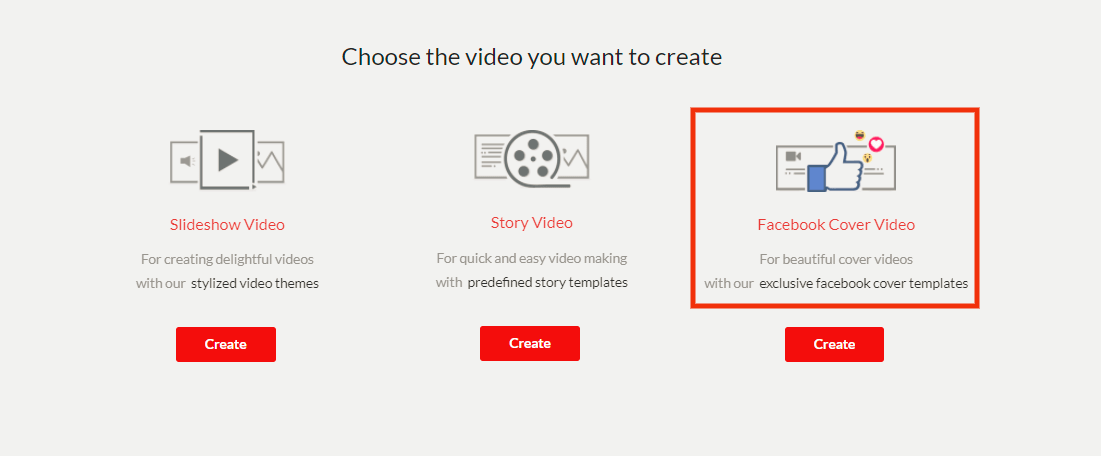 Choose the video you want to create
Slideshow Video
For creating delightful videos
with our stylized video themes
Create
Story Video
For quick and easy video making
with predefined story templates
Create
Facebook Cover Video
For beautiful cover videos
with our exclusive facebook cover templates
Create